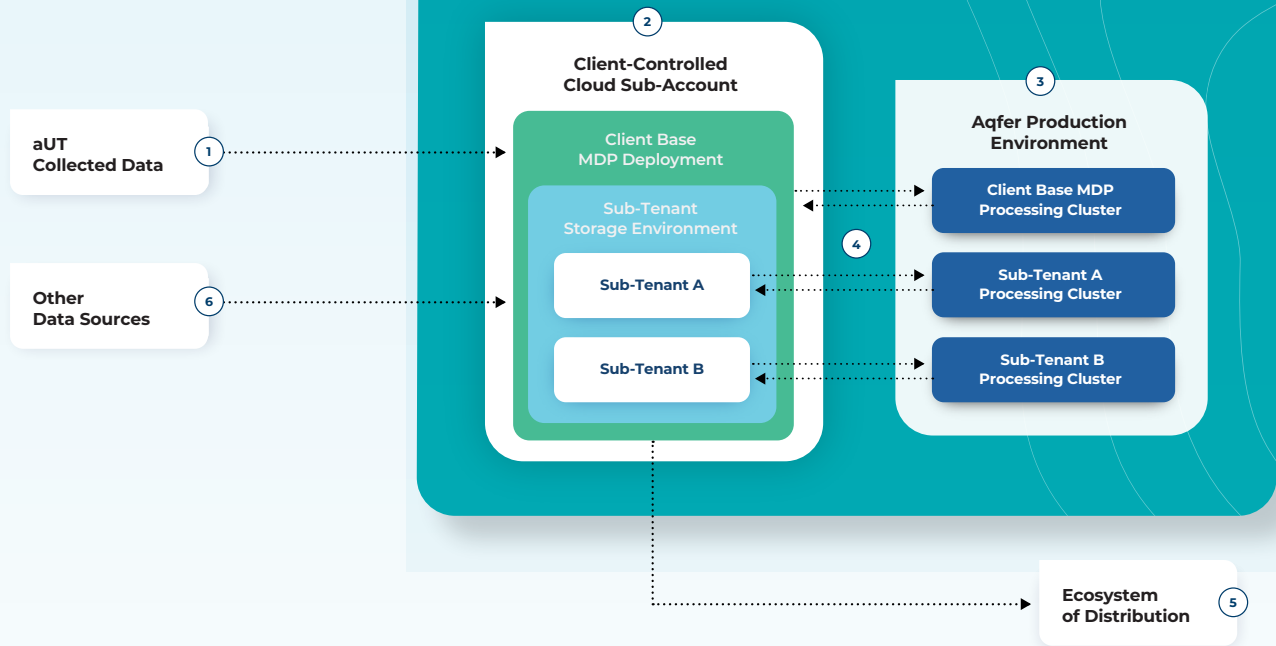 2
Client-Controlled
Cloud Sub-Account
3
Aqfer Production
Environment
aUT
Collected Data
1
Client Base
MDP Deployment
Client Base MDP
Processing Cluster
Sub-Tenant
Storage Environment
4
Sub-Tenant A
Sub-Tenant A
Processing Cluster
Other
Data Sources
6
Sub-Tenant B
Sub-Tenant B
Processing Cluster
Ecosystem
of Distribution
5